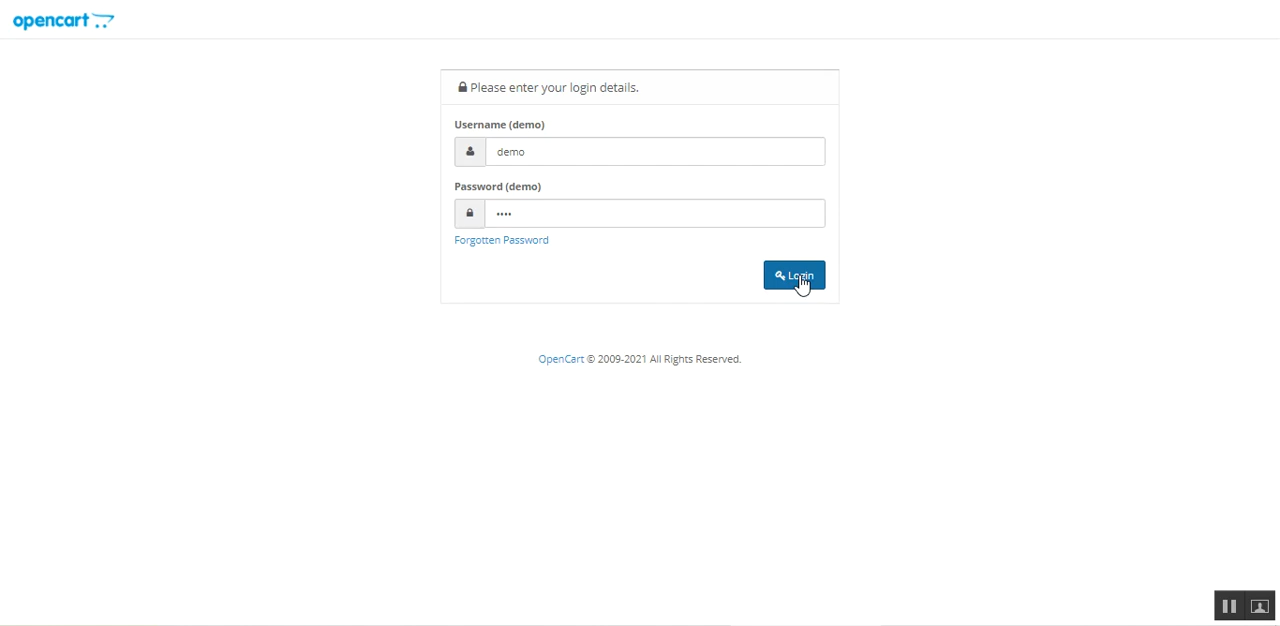 opencart
Please enter your login details.
Username (demo)
demo
Password (demo)
••••
Forgotten Password
Login
OpenCart © 2009-2021 All Rights Reserved.